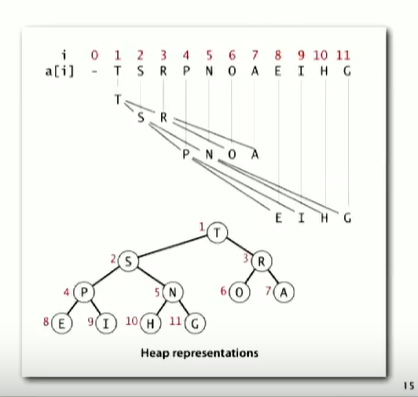 i 0 1 2 3 4 5 6 7 8 9 10 11
a[i] - T S R P N O A E I H G
T
S R
P N O A
E I H G
1 T
2 S 3 R
4 P 5 N 6 O 7 A
8 E 9 I 10 H 11 G
Heap representations
15